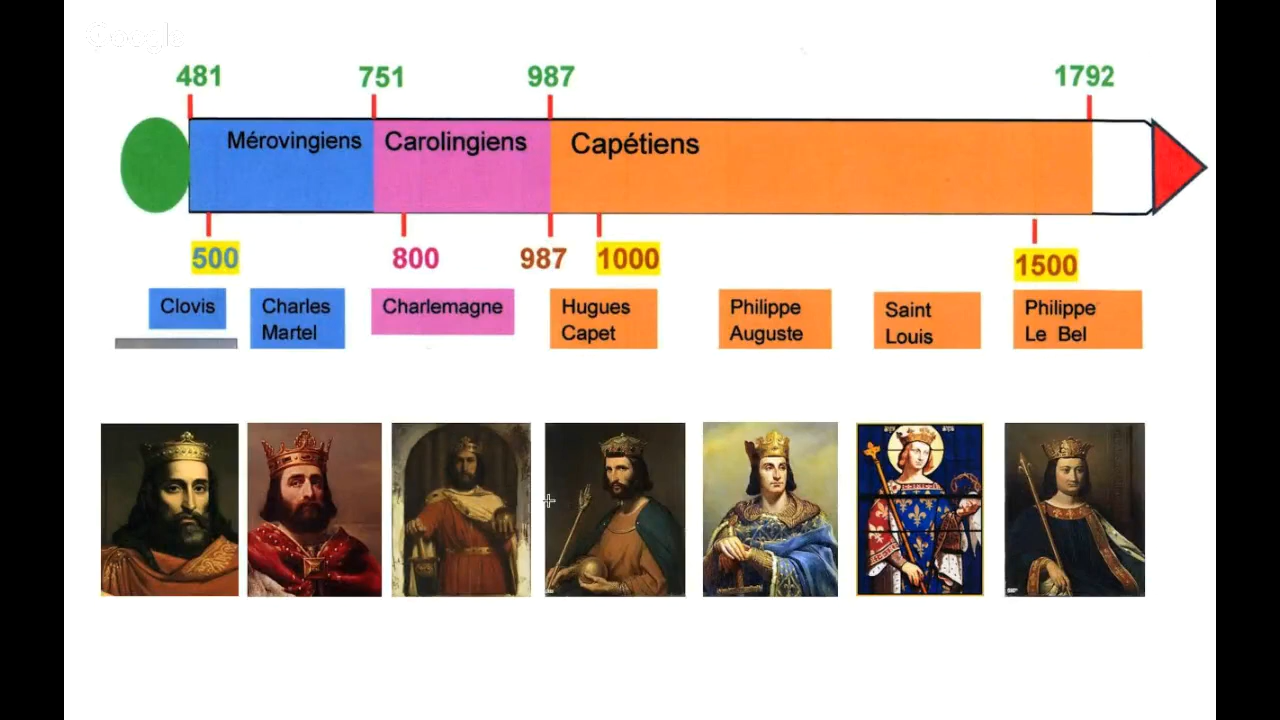 Google
481
751
987
1792
Mérovingiens
Carolingiens
Capétiens
500
800
987
1000
1500
Clovis
Charles
Martel
Charlemagne
Hugues
Capet
Philippe
Auguste
Saint
Louis
Philippe
Le Bel